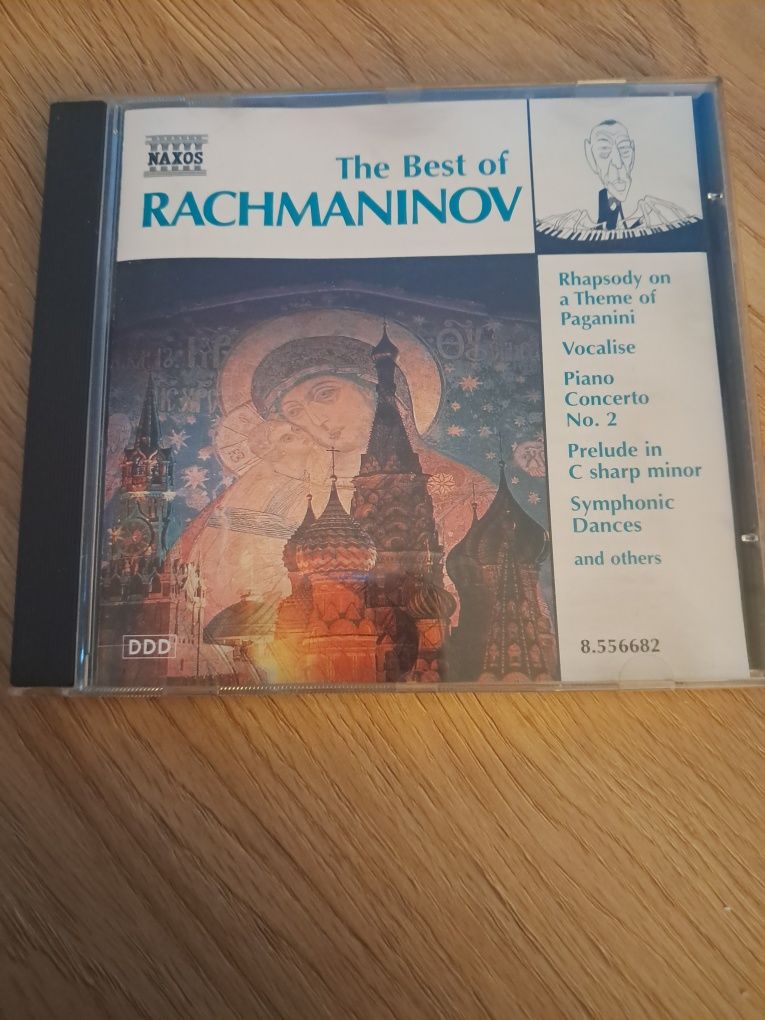 NAXOS
The Best of
RACHMANINOV
Rhapsody on
a Theme of
Paganini
Vocalise
Piano
Concerto
No. 2
Prelude in
C sharp minor
Symphonic
Dances
and others
DDD
8.556682